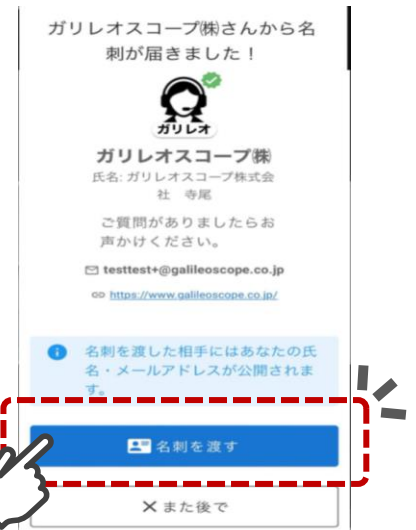 ガリレオスコープ㈱さんから名
刺が届きました！
ガリレオ
ガリレオスコープ㈱
氏名: ガリレオスコープ株式会
社　寺尾
ご質問がありましたらお
声かけください。
testtest+@galileoscope.co.jp
https://www.galileoscope.co.jp/
名刺を渡した相手にはあなたの氏
名・メールアドレスが公開されま
す。
名刺を渡す
また後で